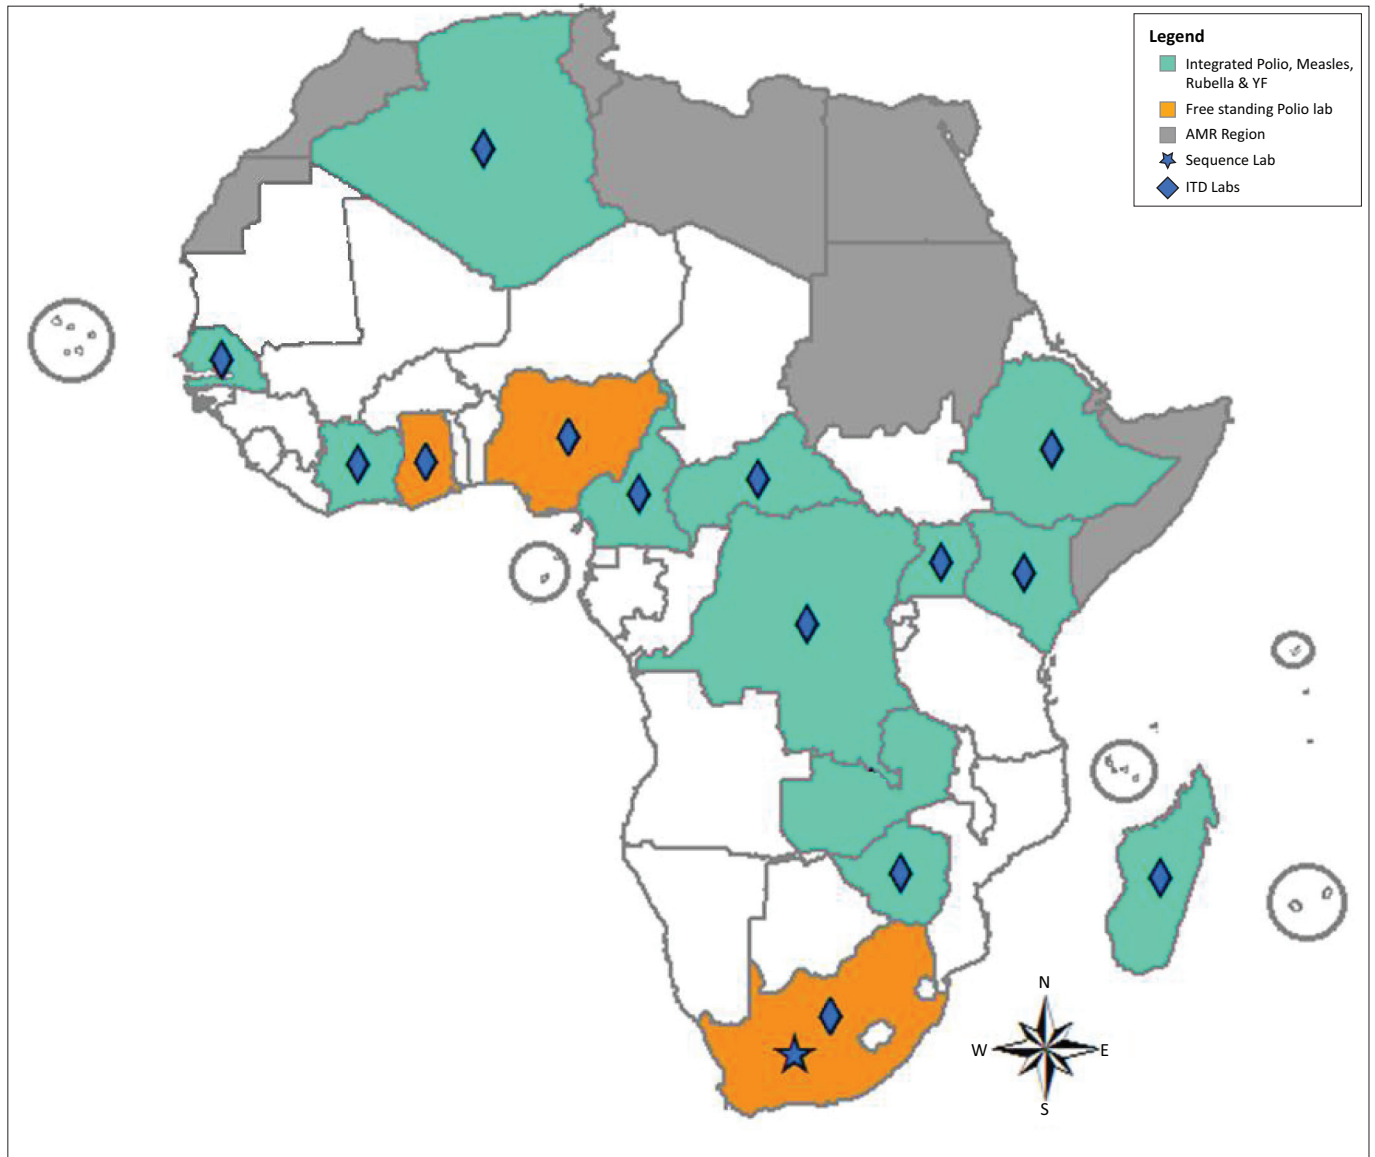 Legend
Integrated Polio, Measles,
Rubella & YF
Free standing Polio lab
AMR Region
Sequence Lab
ITD Labs
N
W
E
S